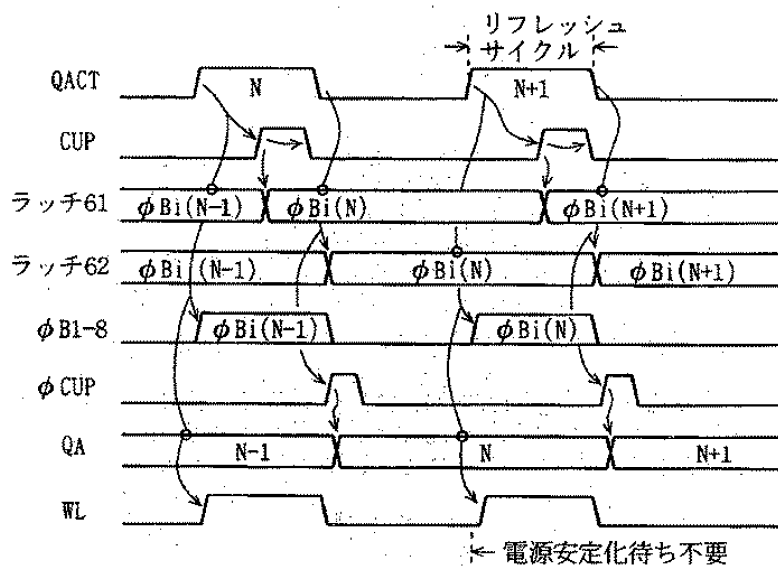 リフレッシュ
サイクル
QACT N N+1
CUP
ラッチ61 φBi(N-1) φBi(N) φBi(N+1)
ラッチ62 φBi(N-1) φBi(N) φBi(N+1)
φB1-8 φBi(N-1) φBi(N)
φCUP
QA N-1 N N+1
WL
電源安定化待ち不要